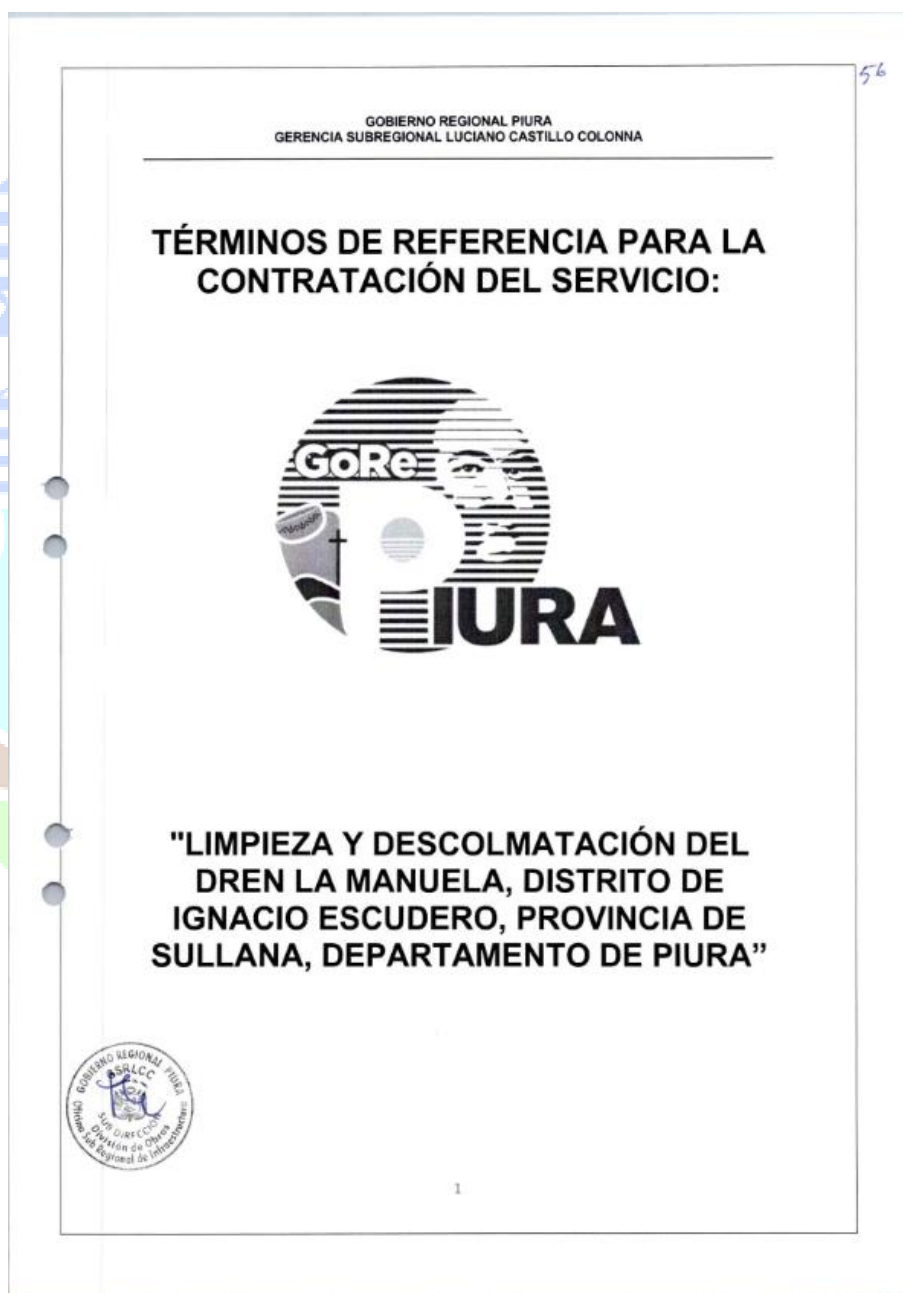 56
GOBIERNO REGIONAL PIURA
GERENCIA SUBREGIONAL LUCIANO CASTILLO COLONNA
TÉRMINOS DE REFERENCIA PARA LA
CONTRATACIÓN DEL SERVICIO:
GoRe
PIURA
"LIMPIEZA Y DESCOLMATACIÓN DEL
DREN LA MANUELA, DISTRITO DE
IGNACIO ESCUDERO, PROVINCIA DE
SULLANA, DEPARTAMENTO DE PIURA”
GOBIERNO REGIONAL PIURA
GSRLCC
SUB DIRECCION
División de Obras
Oficina Sub Regional de Infraestructura
1